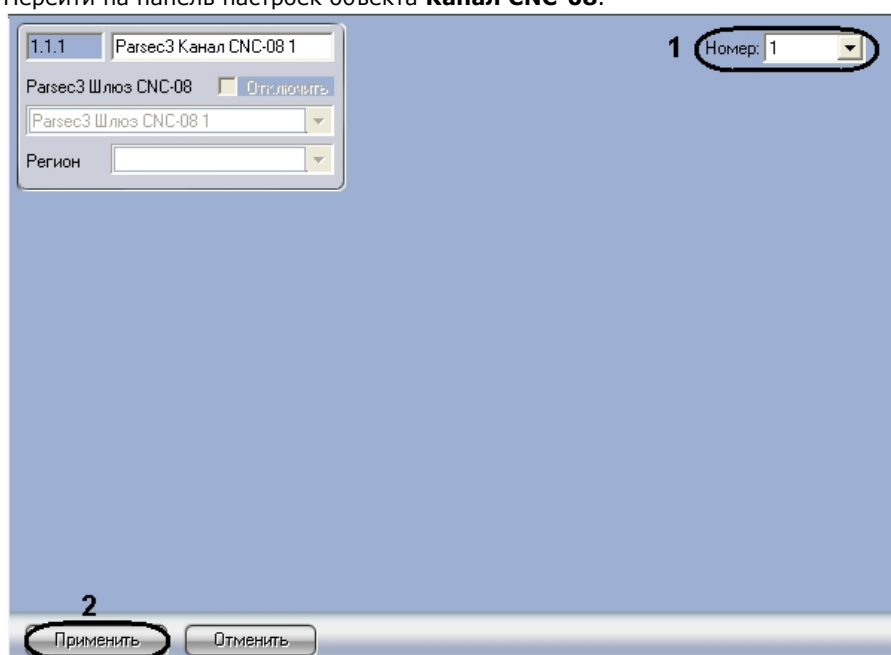 Перейти на панель настроек объекта Канал CNC-08.
1.1.1 Parsec3 Канал CNC-08 1
1 Номер: 1
Parsec3 Шлюз CNC-08 Отключить
Parsec3 Шлюз CNC-08 1
Регион
2
Применить Отменить